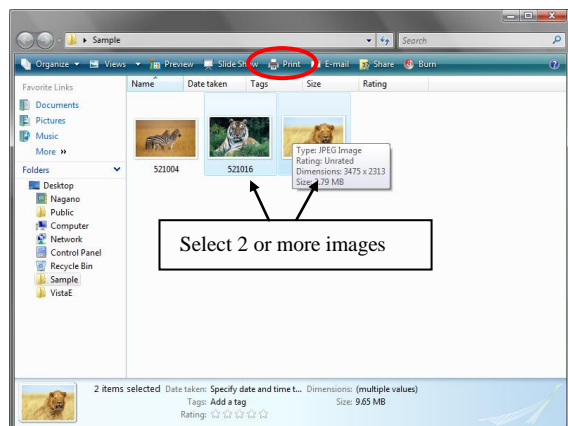 Sample
Search
Organize Views Preview Slide Show Print E-mail Share Burn
Favorite Links
Documents
Pictures
Music
More »
Folders
Desktop
Nagano
Public
Computer
Network
Control Panel
Recycle Bin
Sample
VistaE
Name Date taken Tags Size Rating
521004
521016
Type: JPEG Image
Rating: Unrated
Dimensions: 3475 x 2313
Size: 2.79 MB
Select 2 or more images
2 items selected Date taken: Specify date and time t... Dimensions: (multiple values)
Tags: Add a tag Size: 9.65 MB
Rating: